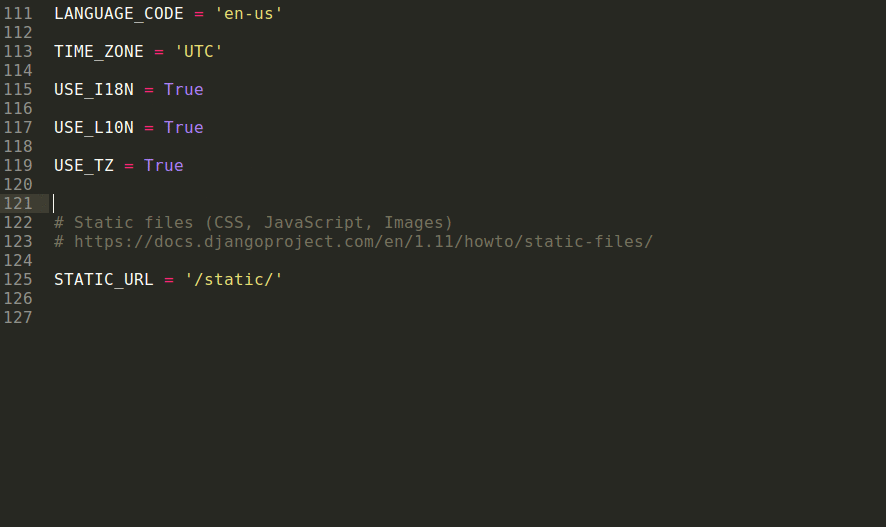 111 LANGUAGE_CODE = 'en-us'
112
113 TIME_ZONE = 'UTC'
114
115 USE_I18N = True
116
117 USE_L10N = True
118
119 USE_TZ = True
120
121
122 # Static files (CSS, JavaScript, Images)
123 # https://docs.djangoproject.com/en/1.11/howto/static-files/
124
125 STATIC_URL = '/static/'
126
127